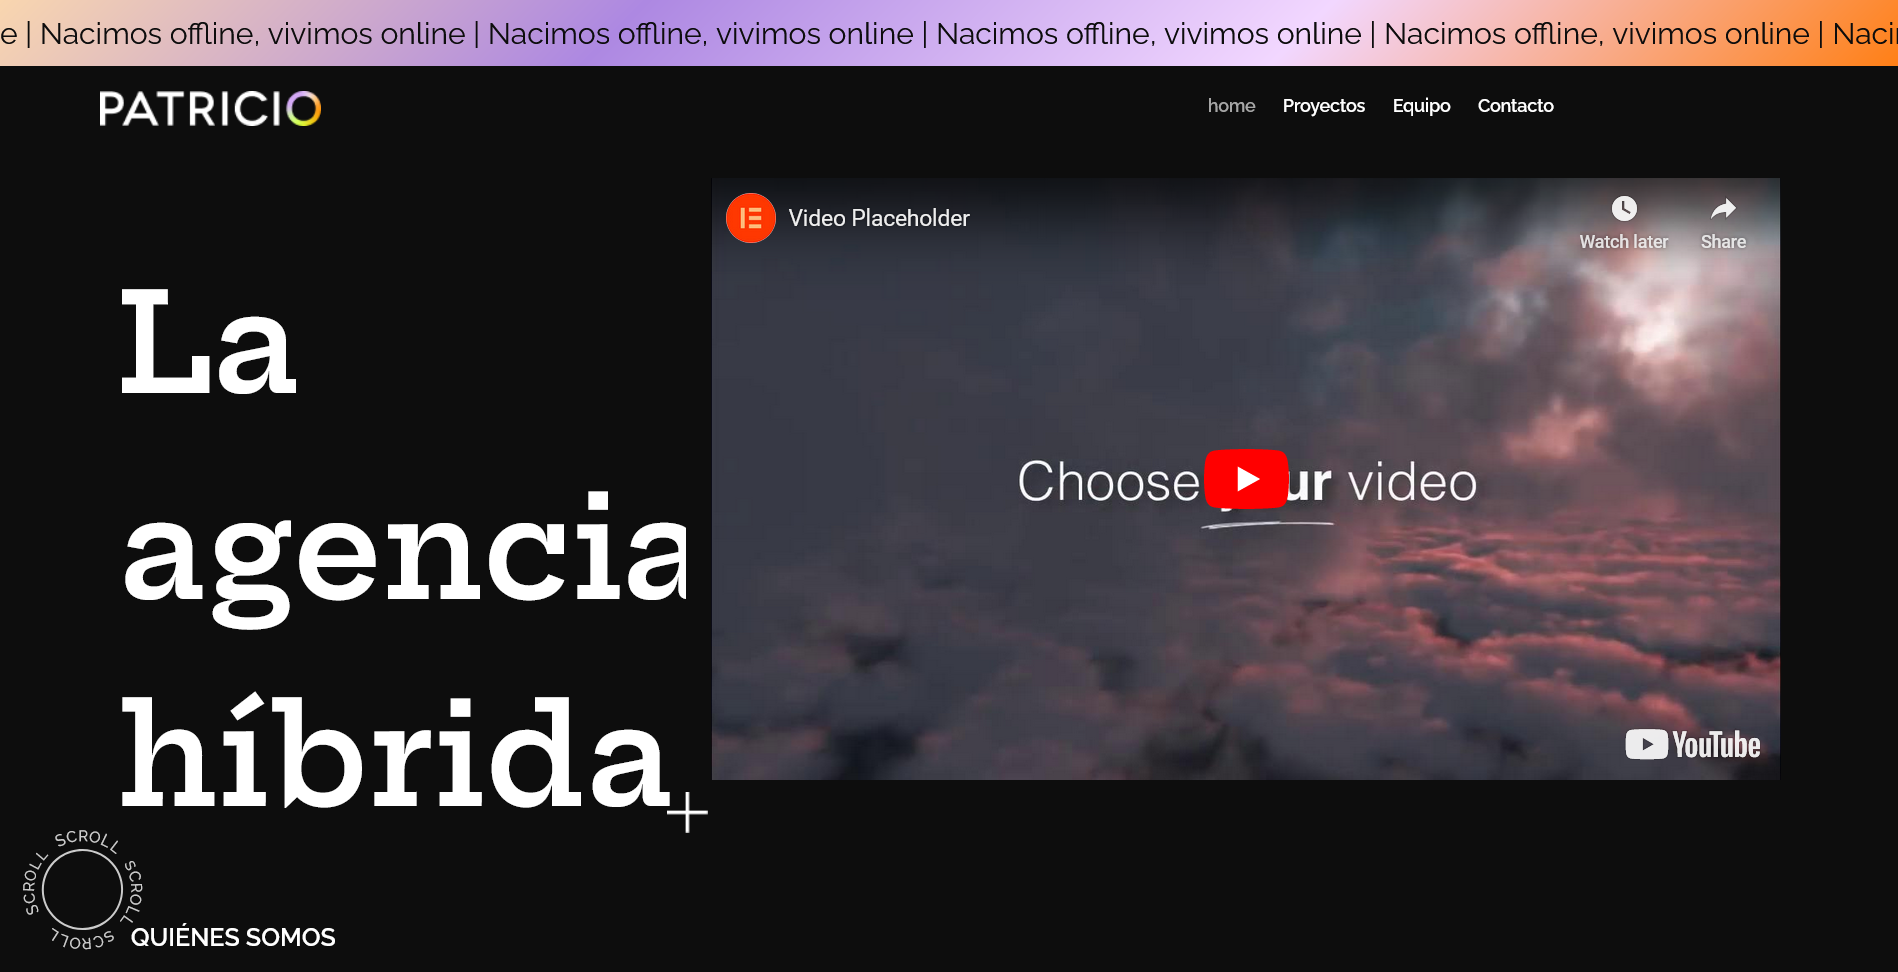 e | Nacimos offline, vivimos online | Nacimos offline, vivimos online | Nacimos offline, vivimos online | Nacimos offline, vivimos online | Naci
PATRICIO
home Proyectos Equipo Contacto
Video Placeholder
Watch later Share
La
agencia
híbrida
Choose ur video
YouTube
SCROLL SCROLL SCROLL SCROLL
QUIÉNES SOMOS